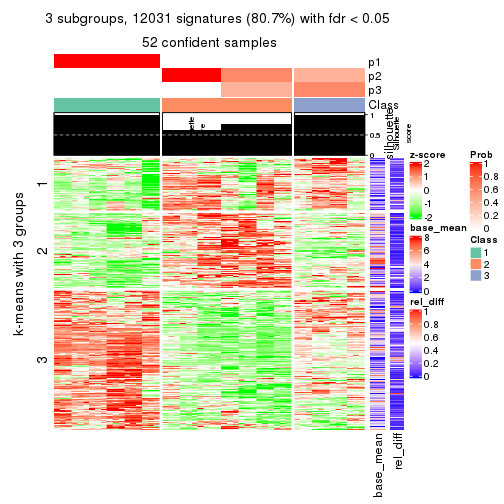 3 subgroups, 12031 signatures (80.7%) with fdr < 0.05
52 confident samples
p1
p2
p3
Class
1
0.5
0
silhouette
Silhouette
score
k-means with 3 groups
1
2
3
base_mean
rel_diff
z-score
2
1
0
-1
-2
base_mean
8
6
4
2
0
rel_diff
1
0.8
0.6
0.4
0.2
0
Prob
1
0.8
0.6
0.4
0.2
0
Class
1
2
3